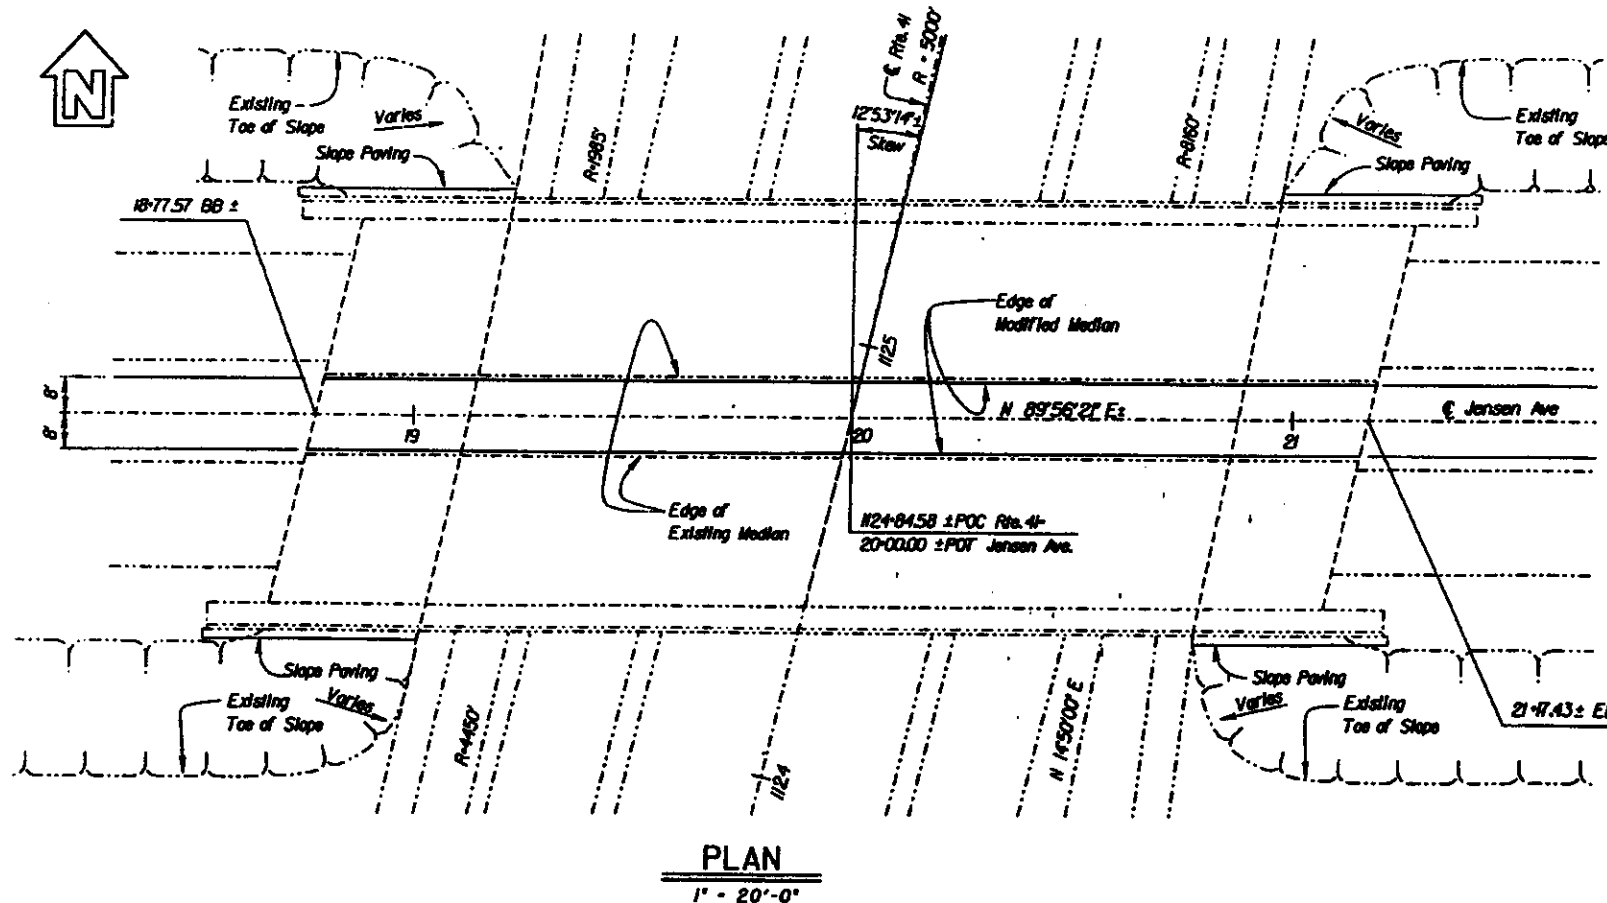 N
℄ Rte. 41
R = 5000'
12°53'14"±
Skew
Existing
Toe of Slope
Varies
Slope Paving
R=1985'
R=8160'
Varies
Existing
Toe of Slope
Slope Paving
18+77.57 BB ±
Edge of
Modified Median
1125
8'
8'
19
20
N 89°56'21" E±
21
℄ Jensen Ave
Edge of
Existing Median
1124+84.58 ±POC Rte. 41=
20+00.00 ±POT Jensen Ave.
Slope Paving
Existing
Toe of Slope
Varies
R=4450'
1124
N 14°50'00" E
Slope Paving
Varies
Existing
Toe of Slope
21+17.43± E
PLAN
1" = 20'-0"